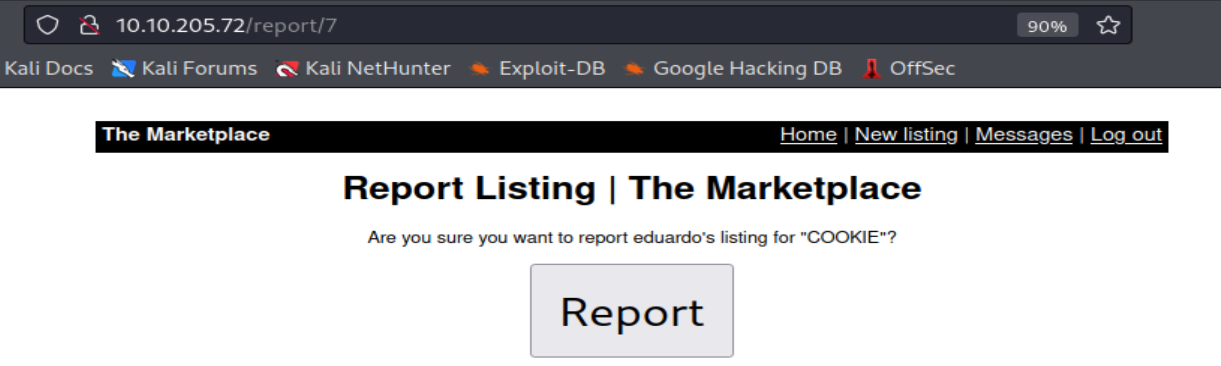 10.10.205.72/report/7 90%
Kali Docs Kali Forums Kali NetHunter Exploit-DB Google Hacking DB OffSec
The Marketplace Home | New listing | Messages | Log out
Report Listing | The Marketplace
Are you sure you want to report eduardo's listing for "COOKIE"?
Report